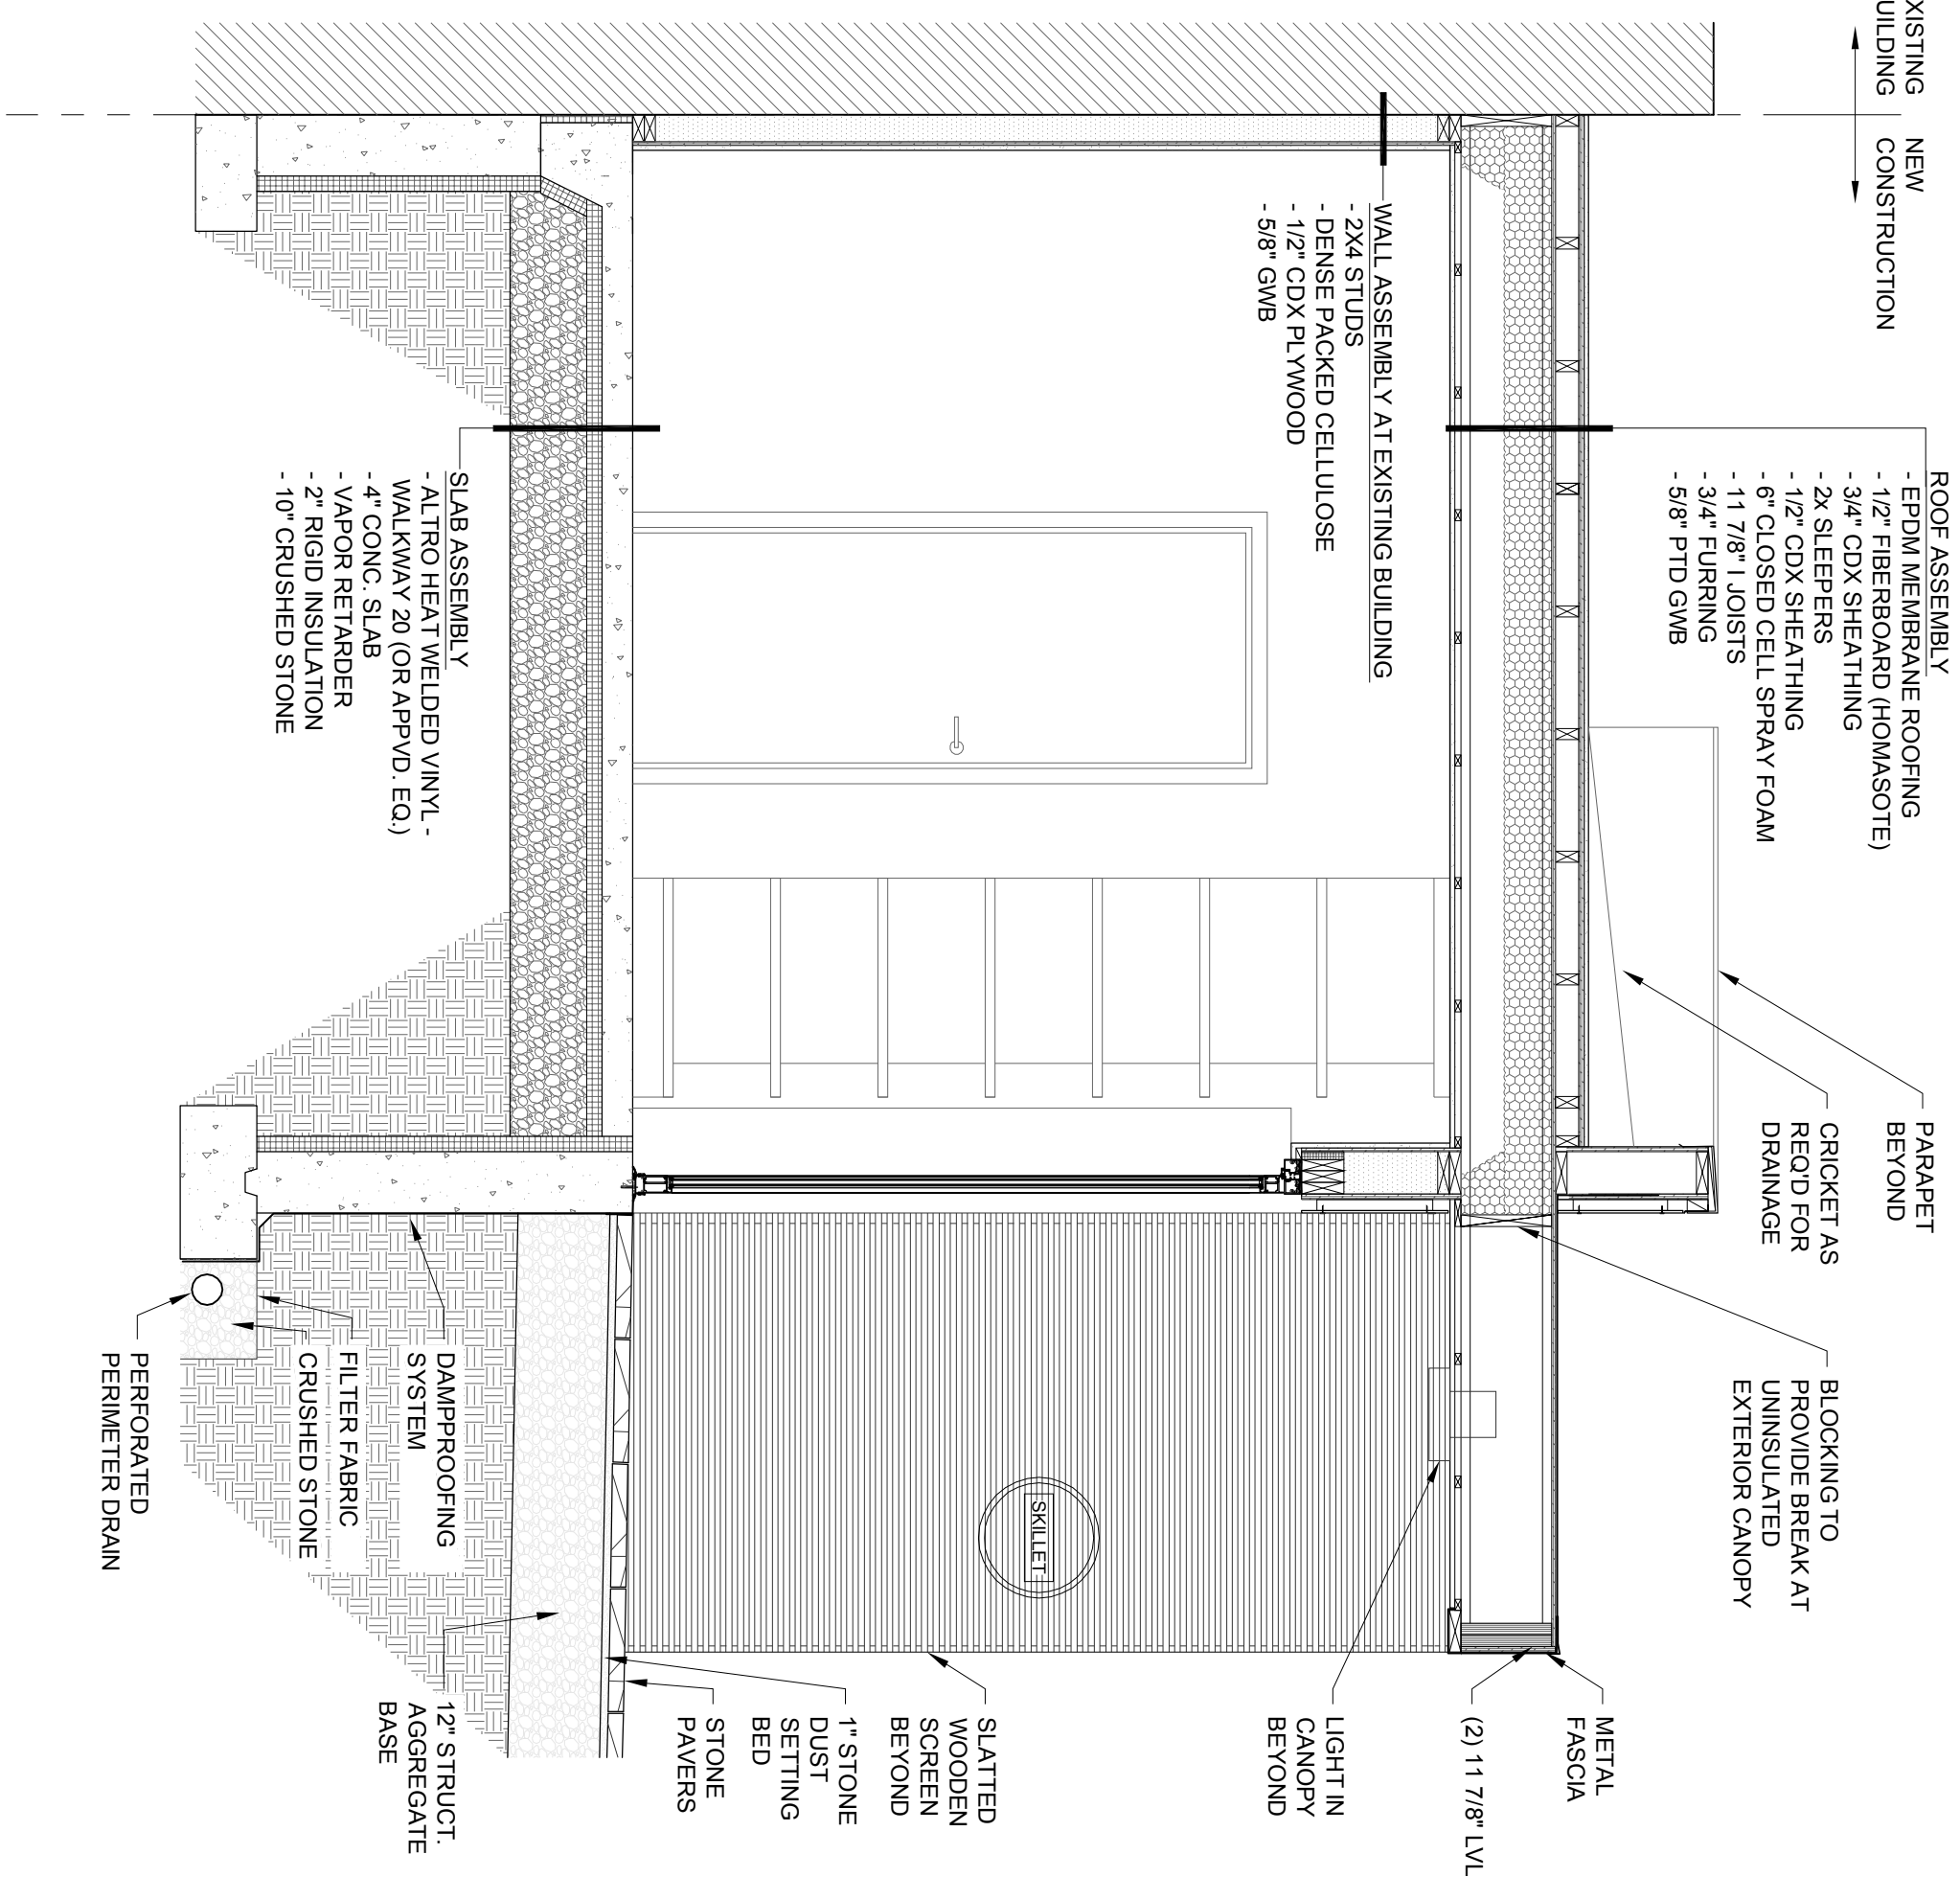 XISTING
UILDING
NEW
CONSTRUCTION
ROOF ASSEMBLY
- EPDM MEMBRANE ROOFING
- 1/2" FIBERBOARD (HOMASOTE)
- 3/4" CDX SHEATHING
- 2x SLEEPERS
- 1/2" CDX SHEATHING
- 6" CLOSED CELL SPRAY FOAM
- 11 7/8" I JOISTS
- 3/4" FURRING
- 5/8" PTD GWB
PARAPET
BEYOND
CRICKET AS
REQ'D FOR
DRAINAGE
BLOCKING TO
PROVIDE BREAK AT
UNINSULATED
EXTERIOR CANOPY
METAL
FASCIA
(2) 11 7/8" LVL
LIGHT IN
CANOPY
BEYOND
WALL ASSEMBLY AT EXISTING BUILDING
- 2X4 STUDS
- DENSE PACKED CELLULOSE
- 1/2" CDX PLYWOOD
- 5/8" GWB
SKILLET
SLATTED
WOODEN
SCREEN
BEYOND
1" STONE
DUST
SETTING
BED
STONE
PAVERS
12" STRUCT.
AGGREGATE
BASE
SLAB ASSEMBLY
- ALTRO HEAT WELDED VINYL -
WALKWAY 20 (OR APPVD. EQ.)
- 4" CONC. SLAB
- VAPOR RETARDER
- 2" RIGID INSULATION
- 10" CRUSHED STONE
DAMPPROOFING
SYSTEM
FILTER FABRIC
CRUSHED STONE
PERFORATED
PERIMETER DRAIN